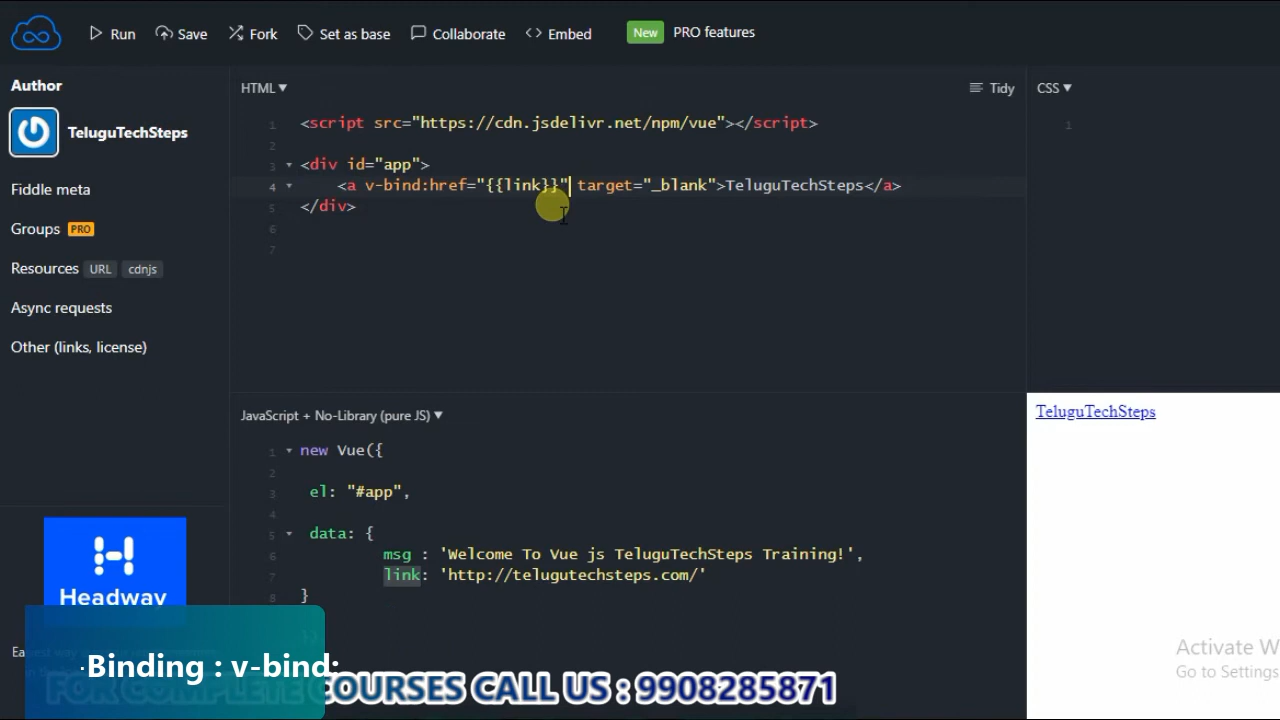 Run Save Fork Set as base Collaborate Embed New PRO features
Author
TeluguTechSteps
Fiddle meta
Groups PRO
Resources URL cdnjs
Async requests
Other (links, license)
HTML Tidy
1 <script src="https://cdn.jsdelivr.net/npm/vue"></script>
2
3 <div id="app">
4 <a v-bind:href="{{link}}" target="_blank">TeluguTechSteps</a>
5 </div>
6
7
CSS
1
JavaScript + No-Library (pure JS)
1 new Vue({
2
3 el: "#app",
4
5 data: {
6 msg : 'Welcome To Vue js TeluguTechSteps Training!',
7 link: 'http://telugutechsteps.com/'
8 }
TeluguTechSteps
Headway
·Binding : v-bind:
FOR COMPLETE COURSES CALL US : 9908285871
Activate W
Go to Settings